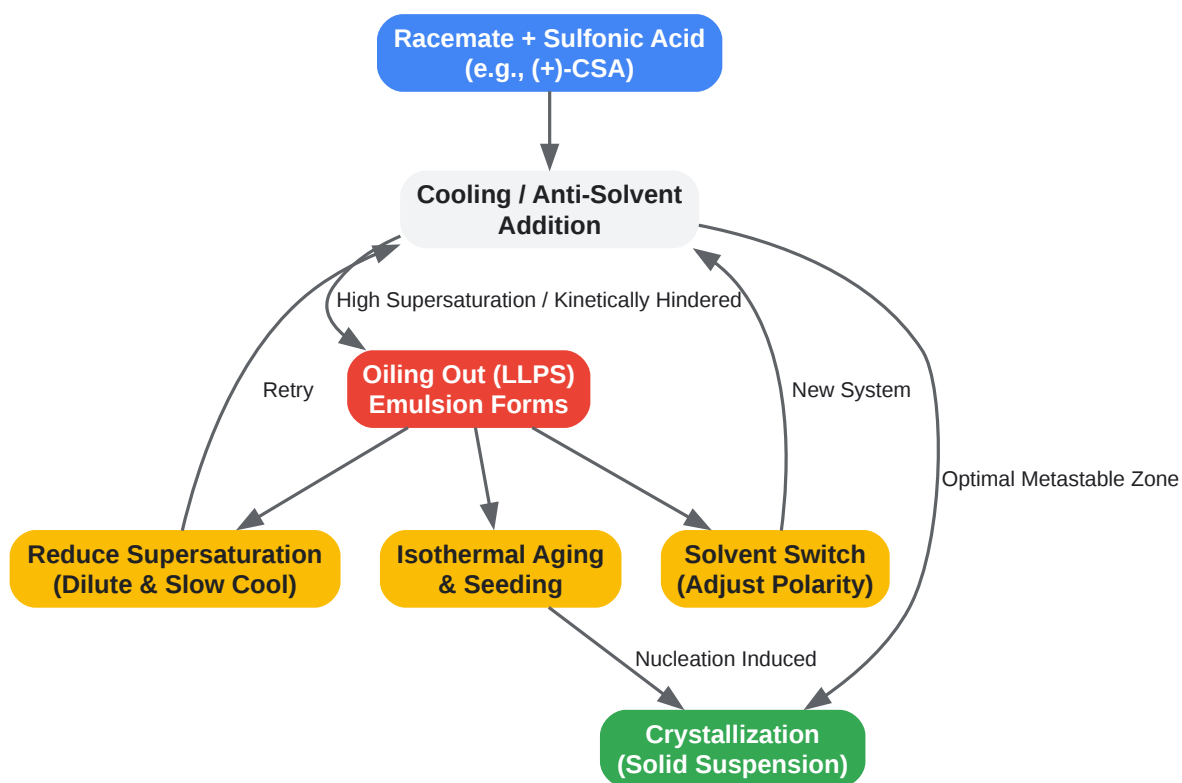 Racemate + Sulfonic Acid
(e.g., (+)-CSA)
Cooling / Anti-Solvent
Addition
High Supersaturation / Kinetically Hindered
Oiling Out (LLPS)
Emulsion Forms
Retry
New System
Optimal Metastable Zone
Reduce Supersaturation
(Dilute & Slow Cool)
Isothermal Aging
& Seeding
Solvent Switch
(Adjust Polarity)
Nucleation Induced
Crystallization
(Solid Suspension)